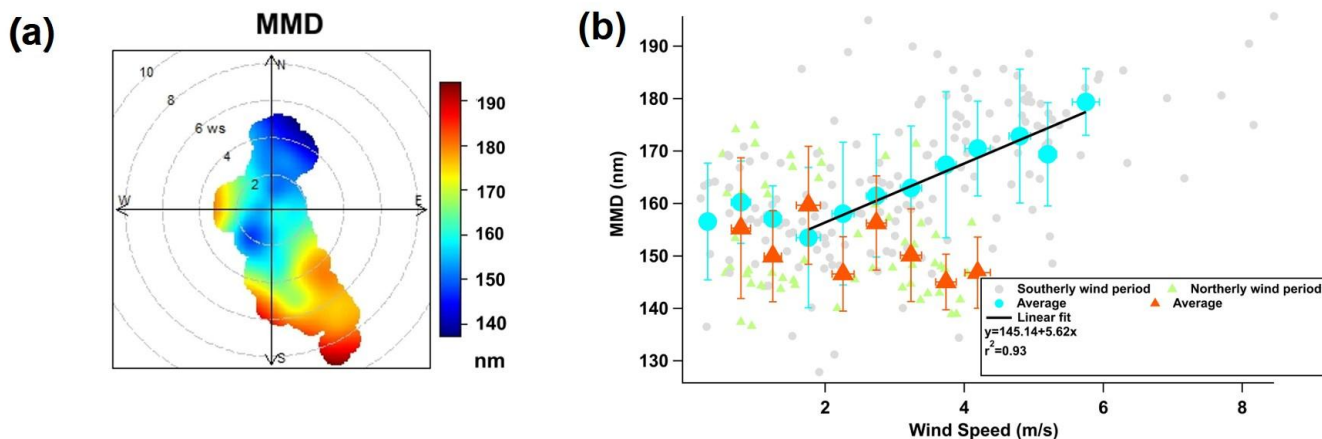 (a)
MMD
10
8
6 ws
4
2
N
W
E
S
190
180
170
160
150
140
nm
(b)
MMD (nm)
190
180
170
160
150
140
130
2
4
6
8
Wind Speed (m/s)
Southerly wind period
Northerly wind period
Average
Average
Linear fit
y=145.14+5.62x
r²=0.93